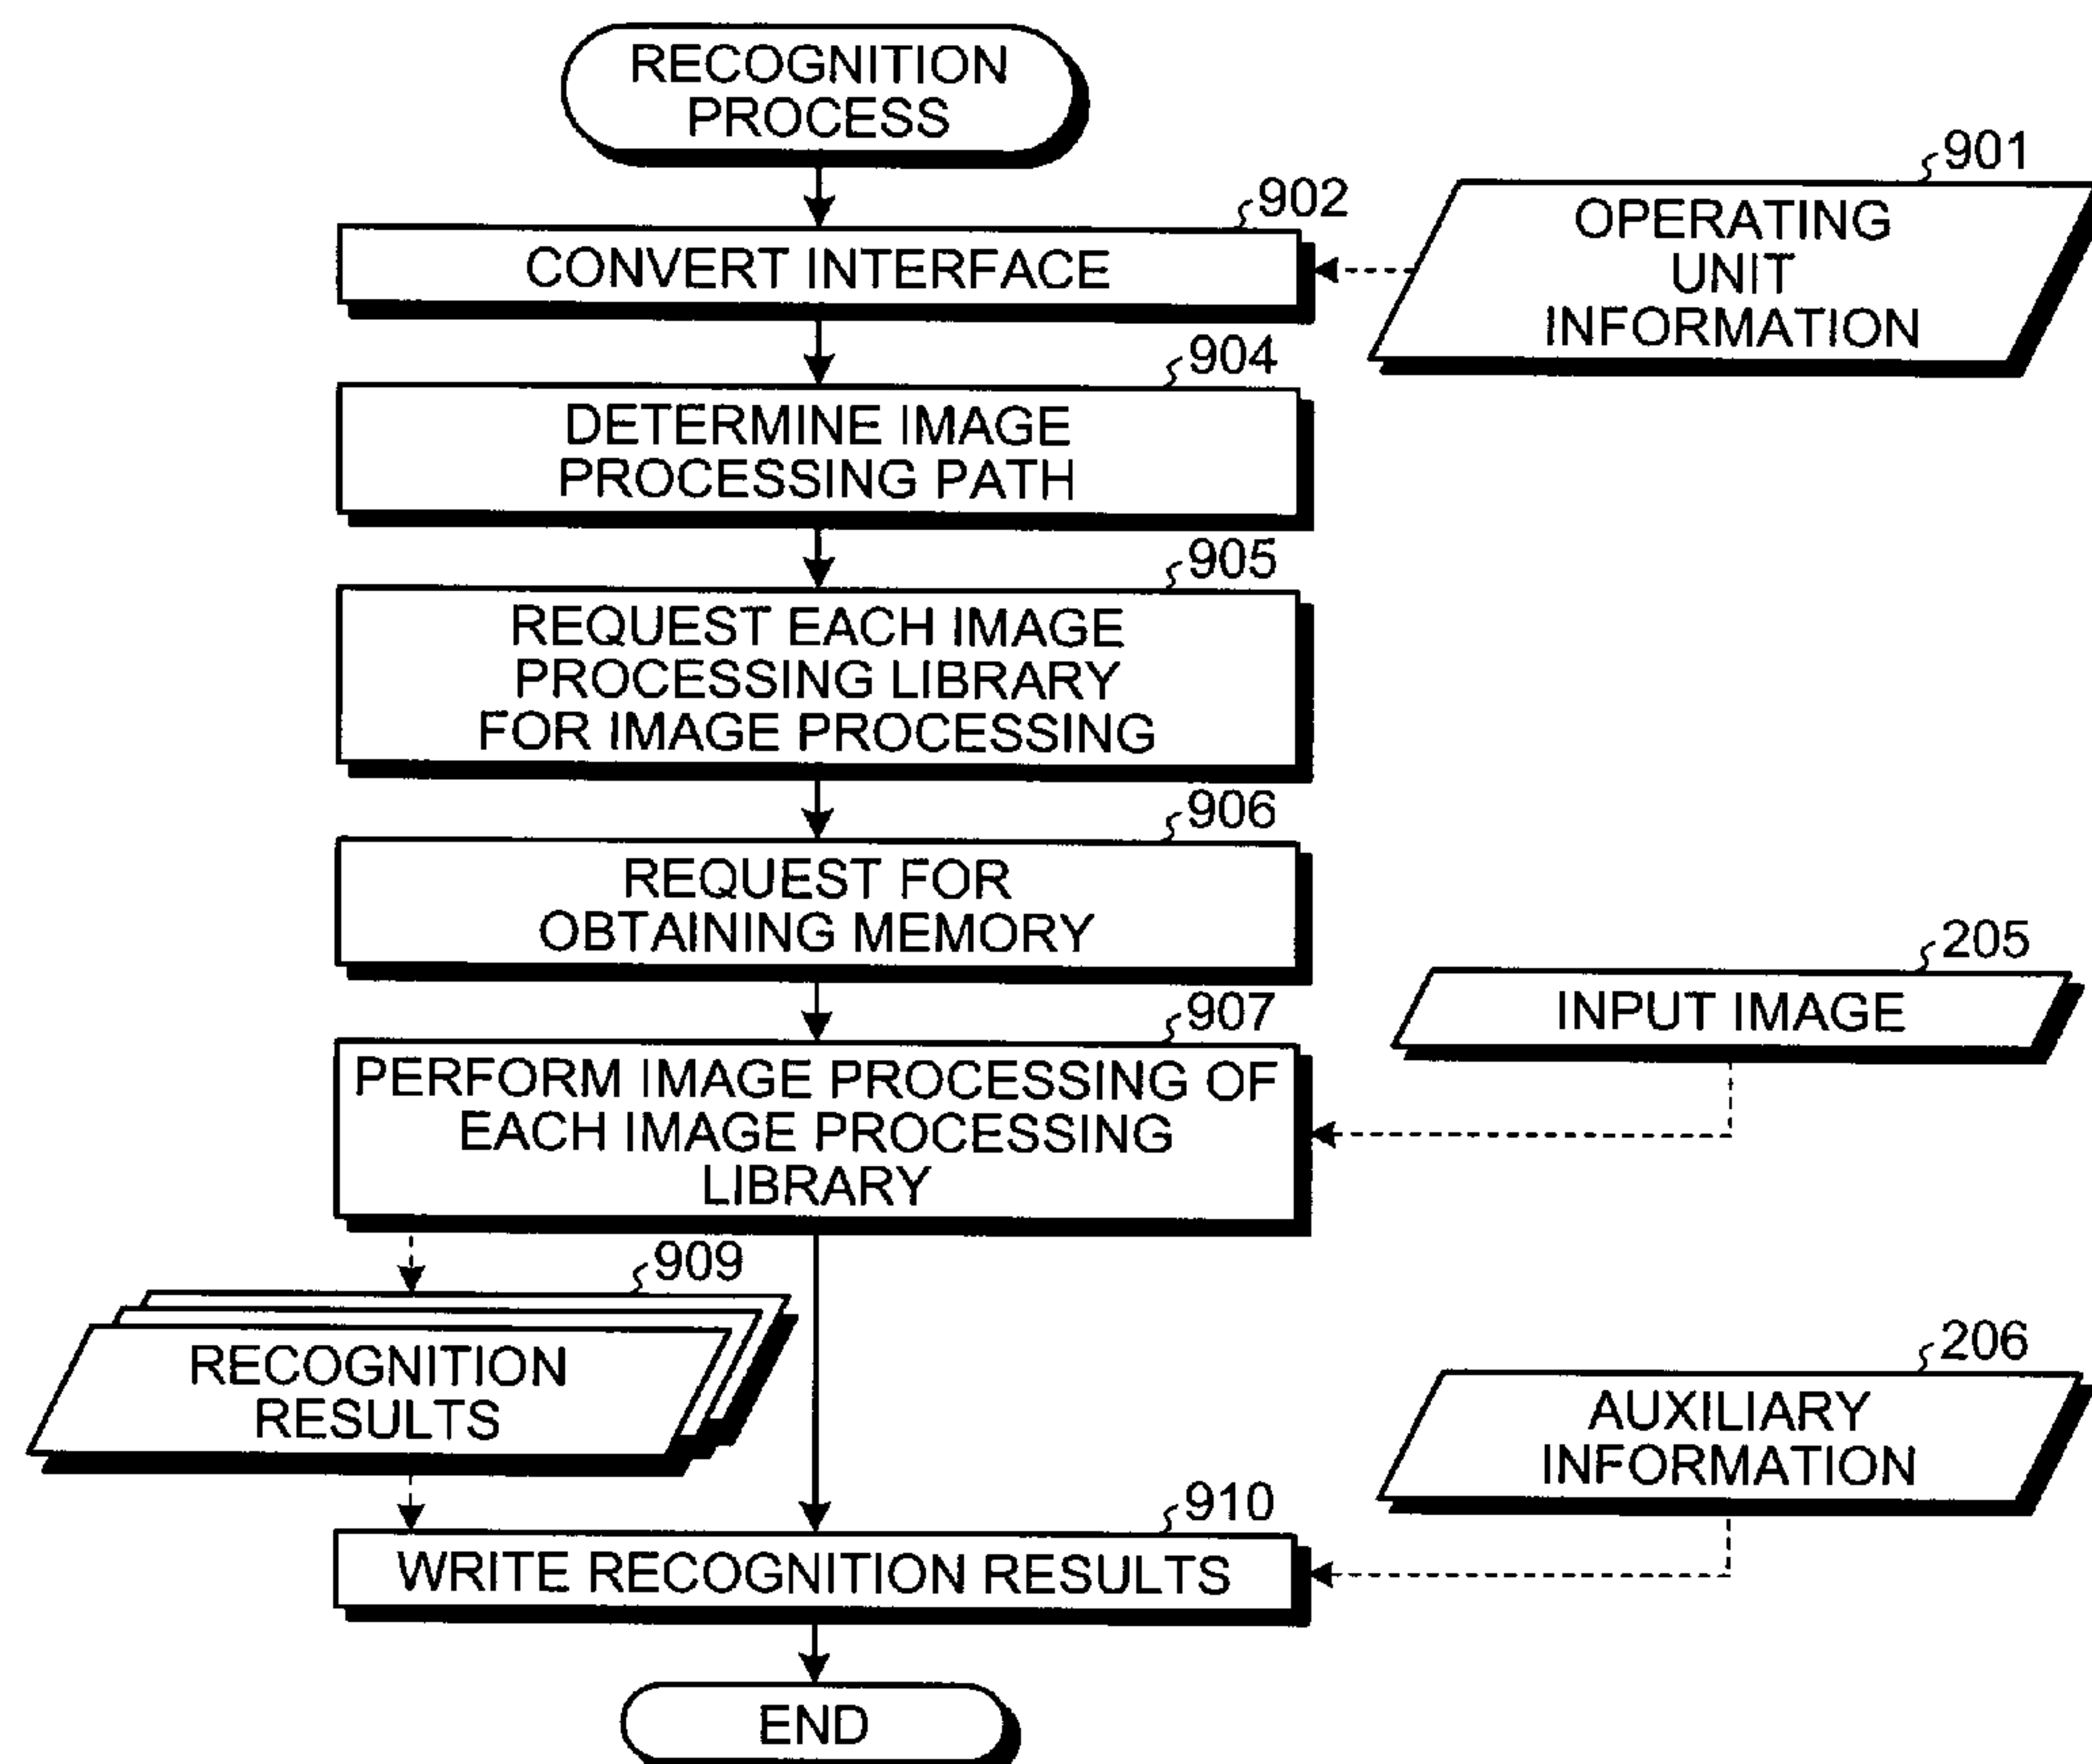 RECOGNITION
PROCESS
901
OPERATING
UNIT
INFORMATION
902
CONVERT INTERFACE
904
DETERMINE IMAGE
PROCESSING PATH
905
REQUEST EACH IMAGE
PROCESSING LIBRARY
FOR IMAGE PROCESSING
906
REQUEST FOR
OBTAINING MEMORY
205
INPUT IMAGE
907
PERFORM IMAGE PROCESSING OF
EACH IMAGE PROCESSING
LIBRARY
909
RECOGNITION
RESULTS
206
AUXILIARY
INFORMATION
910
WRITE RECOGNITION RESULTS
END